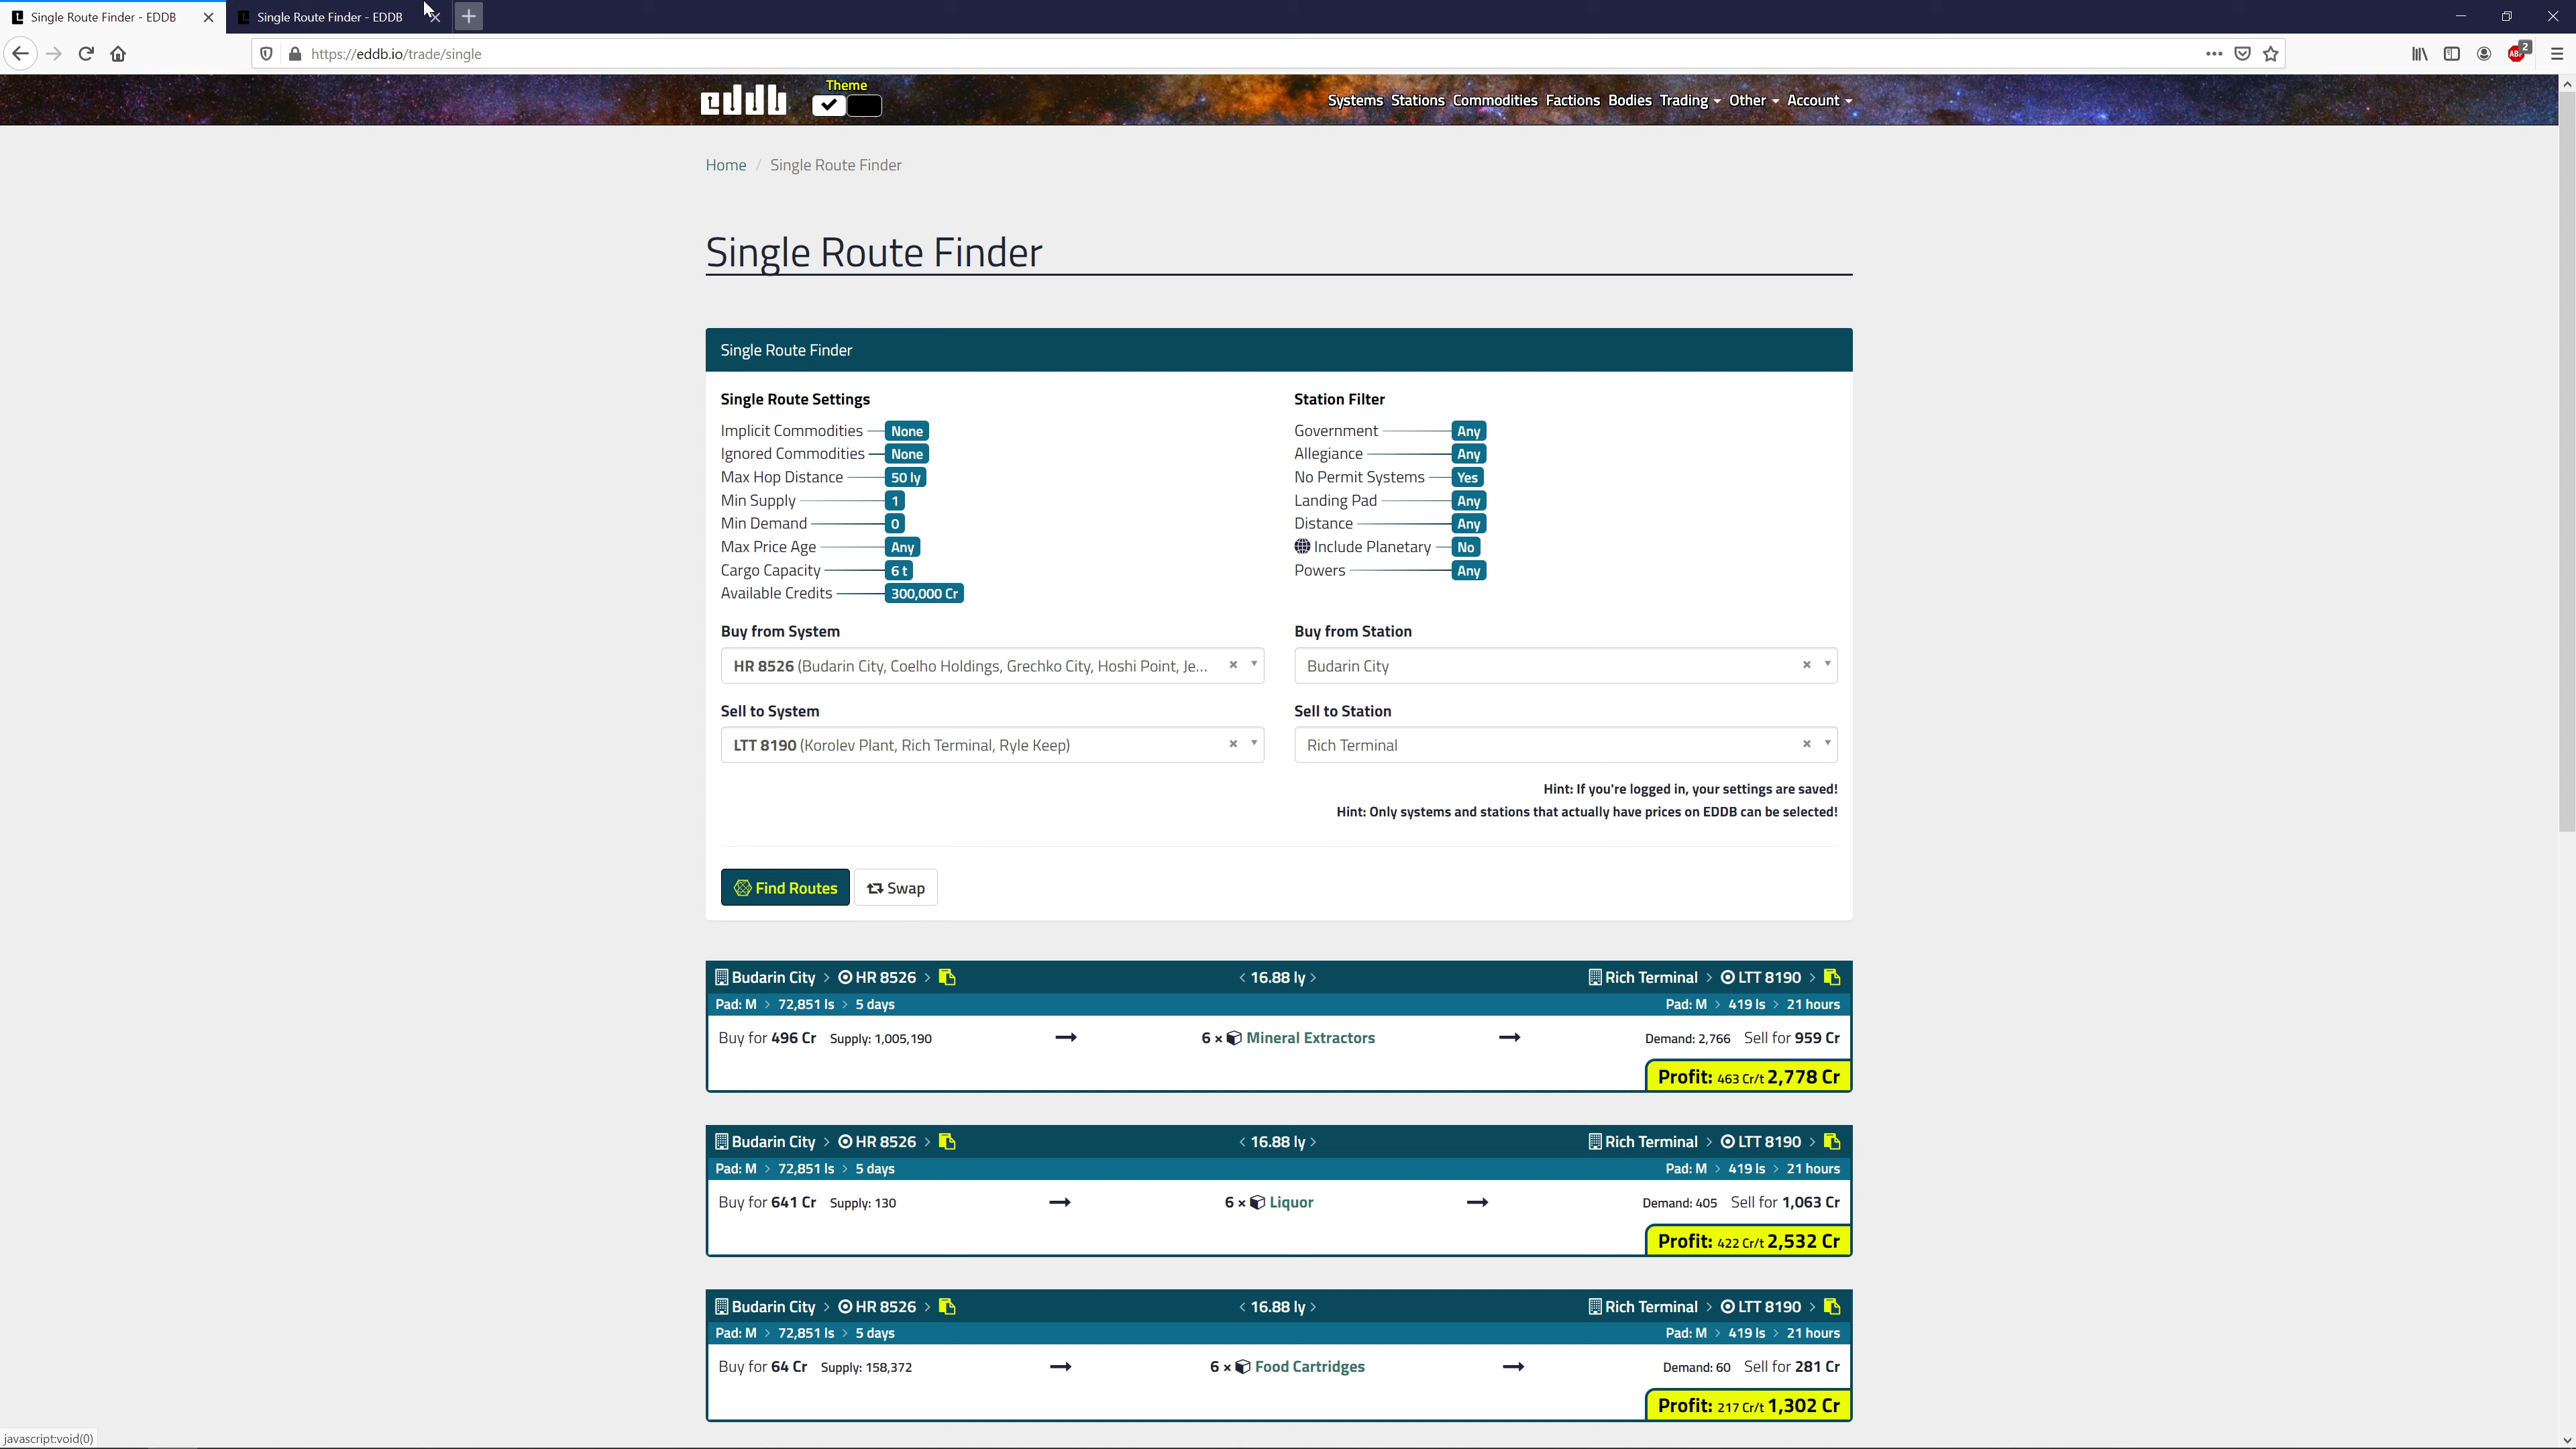 Single Route Finder - EDDB
Single Route Finder - EDDB
https://eddb.io/trade/single
ABP
2
eddb
Theme
Systems Stations Commodities Factions Bodies Trading Other Account
Home / Single Route Finder
Single Route Finder
Single Route Finder
Single Route Settings
Implicit Commodities None
Ignored Commodities None
Max Hop Distance 50 ly
Min Supply 1
Min Demand 0
Max Price Age Any
Cargo Capacity 6 t
Available Credits 300,000 Cr
Station Filter
Government Any
Allegiance Any
No Permit Systems Yes
Landing Pad Any
Distance Any
Include Planetary No
Powers Any
Buy from System
HR 8526 (Budarin City, Coelho Holdings, Grechko City, Hoshi Point, Je... ×
Buy from Station
Budarin City ×
Sell to System
LTT 8190 (Korolev Plant, Rich Terminal, Ryle Keep) ×
Sell to Station
Rich Terminal ×
Hint: If you're logged in, your settings are saved!
Hint: Only systems and stations that actually have prices on EDDB can be selected!
Find Routes Swap
Budarin City > HR 8526 > < 16.88 ly > Rich Terminal > LTT 8190 >
Pad: M > 72,851 ls > 5 days Pad: M > 419 ls > 21 hours
Buy for 496 Cr Supply: 1,005,190 → 6 × Mineral Extractors → Demand: 2,766 Sell for 959 Cr
Profit: 463 Cr/t 2,778 Cr
Budarin City > HR 8526 > < 16.88 ly > Rich Terminal > LTT 8190 >
Pad: M > 72,851 ls > 5 days Pad: M > 419 ls > 21 hours
Buy for 641 Cr Supply: 130 → 6 × Liquor → Demand: 405 Sell for 1,063 Cr
Profit: 422 Cr/t 2,532 Cr
Budarin City > HR 8526 > < 16.88 ly > Rich Terminal > LTT 8190 >
Pad: M > 72,851 ls > 5 days Pad: M > 419 ls > 21 hours
Buy for 64 Cr Supply: 158,372 → 6 × Food Cartridges → Demand: 60 Sell for 281 Cr
Profit: 217 Cr/t 1,302 Cr
javascript:void(0)